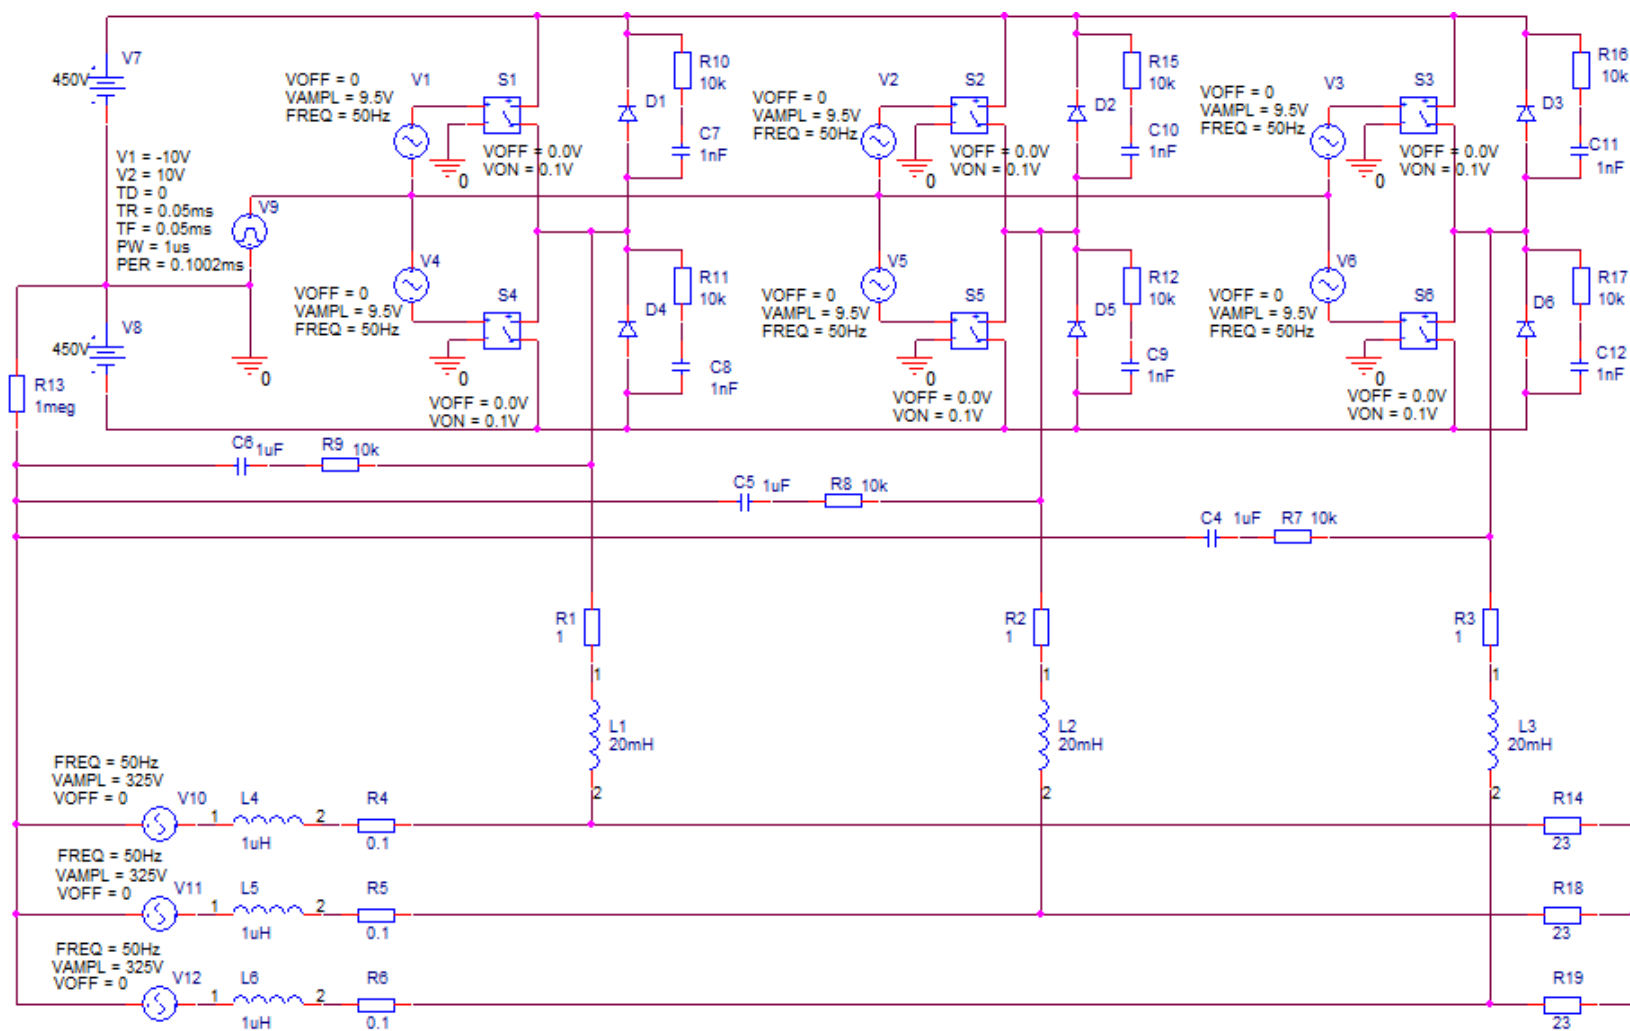 V7
450V
VOFF = 0
VAMPL = 9.5V
FREQ = 50Hz
V1
S1
VOFF = 0.0V
VON = 0.1V
0
D1
R10
10k
C7
1nF
VOFF = 0
VAMPL = 9.5V
FREQ = 50Hz
V2
S2
VOFF = 0.0V
VON = 0.1V
0
D2
R15
10k
C10
1nF
VOFF = 0
VAMPL = 9.5V
FREQ = 50Hz
V3
S3
VOFF = 0.0V
VON = 0.1V
0
D3
R16
10k
C11
1nF
V1 = -10V
V2 = 10V
TD = 0
TR = 0.05ms
TF = 0.05ms
PW = 1us
PER = 0.1002ms
V9
0
V8
450V
R13
1meg
V4
VOFF = 0
VAMPL = 9.5V
FREQ = 50Hz
S4
0
VOFF = 0.0V
VON = 0.1V
D4
R11
10k
C8
1nF
V5
VOFF = 0
VAMPL = 9.5V
FREQ = 50Hz
S5
0
VOFF = 0.0V
VON = 0.1V
D5
R12
10k
C9
1nF
V6
VOFF = 0
VAMPL = 9.5V
FREQ = 50Hz
S6
0
VOFF = 0.0V
VON = 0.1V
D6
R17
10k
C12
1nF
C6 1uF
R9 10k
C5 1uF
R8 10k
C4 1uF
R7 10k
R1
1
1
L1
20mH
2
R2
1
1
L2
20mH
2
R3
1
1
L3
20mH
2
FREQ = 50Hz
VAMPL = 325V
VOFF = 0
V10
1
L4
1uH
2
R4
0.1
R14
23
FREQ = 50Hz
VAMPL = 325V
VOFF = 0
V11
1
L5
1uH
2
R5
0.1
R18
23
FREQ = 50Hz
VAMPL = 325V
VOFF = 0
V12
1
L6
1uH
2
R6
0.1
R19
23